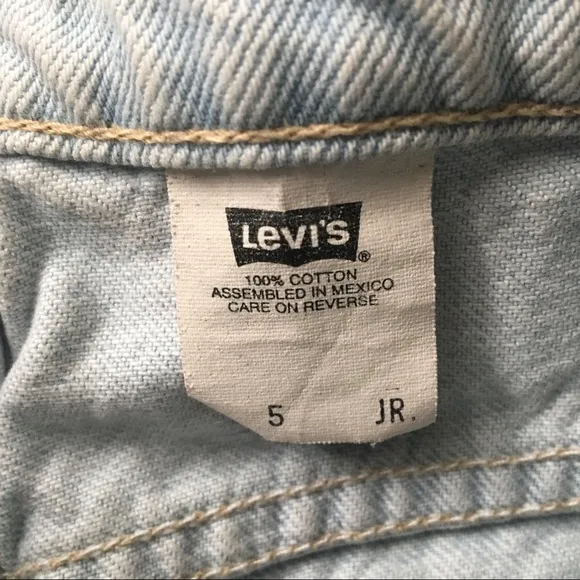 Levi's ®
100% COTTON
ASSEMBLED IN MEXICO
CARE ON REVERSE
5 JR.